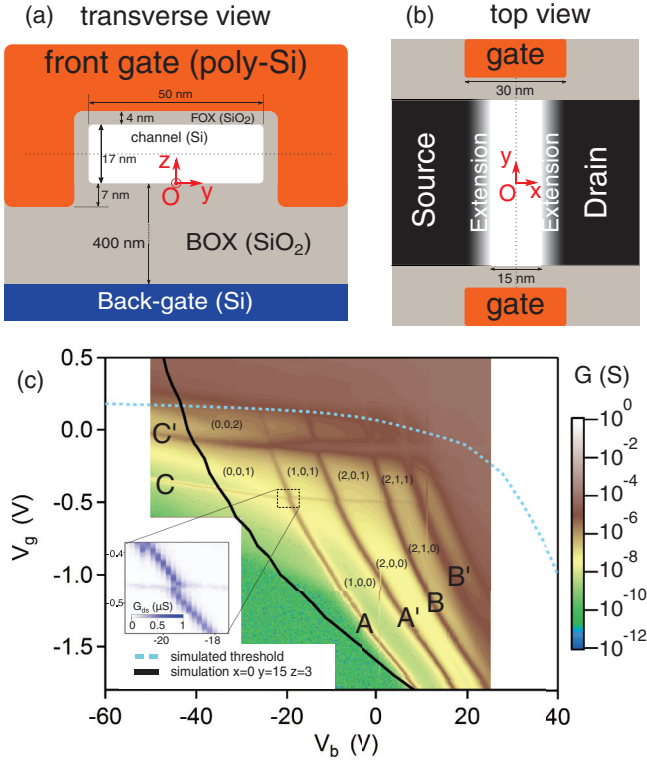 (a) transverse view
front gate (poly-Si)
50 nm
4 nm
FOX (SiO2)
channel (Si)
17 nm
z
O
y
7 nm
400 nm
BOX (SiO2)
Back-gate (Si)
(b) top view
gate
30 nm
Source
Extension
y
O
x
Extension
Drain
15 nm
gate
(c)
G (S)
0.5
0.0
-0.5
-1.0
-1.5
Vg (V)
C'
C
(0,0,2)
(0,0,1)
(1,0,1)
(2,0,1)
(2,1,1)
(1,0,0)
(2,0,0)
(2,1,0)
A
A'
B
B'
-0.4
-0.5
Gds (μS)
0
1
-20
-18
simulated threshold
simulation x=0 y=15 z=3
-60
-40
-20
0
20
40
Vb (V)
10^0
10^-2
10^-4
10^-6
10^-8
10^-10
10^-12